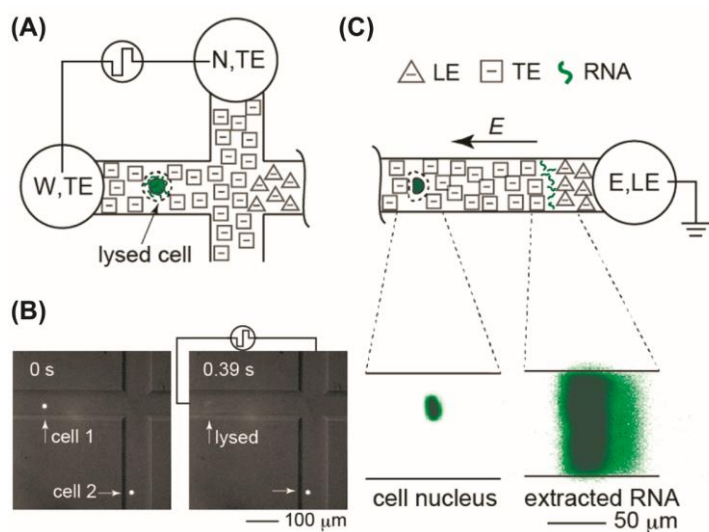 (A)
N,TE
W,TE
lysed cell
(B)
0 s
cell 1
cell 2
0.39 s
lysed
100 μm
(C)
LE TE RNA
E
E,LE
cell nucleus
extracted RNA
50 μm